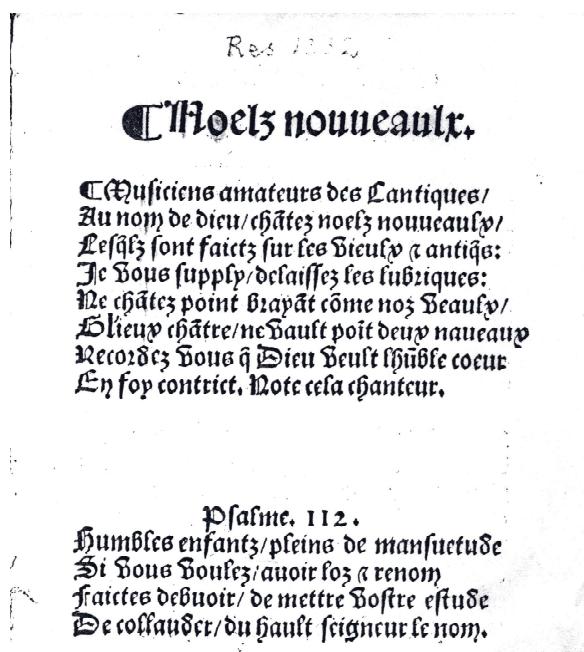 Res
¶ Noelz nouueaulx.
¶ Musiciens amateurs des Cantiques/
Au nom de dieu/chãtez noelz nouueaulx/
Lesq̃lz sont faictz sur les vieulx ⁊ antiq̃s:
Je vous supply/delaissez les lubriques:
Ne chãtez point brayãt cõme noz veaulx/
Glieux chãtre/ne vault poĩt deux naueaux
Recordez vous q̃ Dieu veult lhũble coeur
En foy contrict. Note cela chanteur.
Psalme. 112.
Humbles enfantz/pleins de mansuetude
Si vous voulez/auoir loz ⁊ renom
Faictes debuoir/ de mettre vostre estude
De collauder/du hault seigneur le nom.